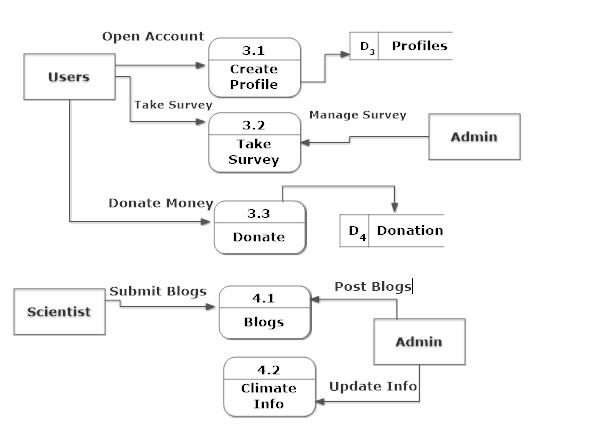 Open Account
3.1
D3 Profiles
Create
Profile
Users
Take Survey
Manage Survey
3.2
Take
Survey
Admin
Donate Money
3.3
Donate
D4 Donation
Submit Blogs
Post Blogs
4.1
Blogs
Scientist
Admin
4.2
Climate
Info
Update Info